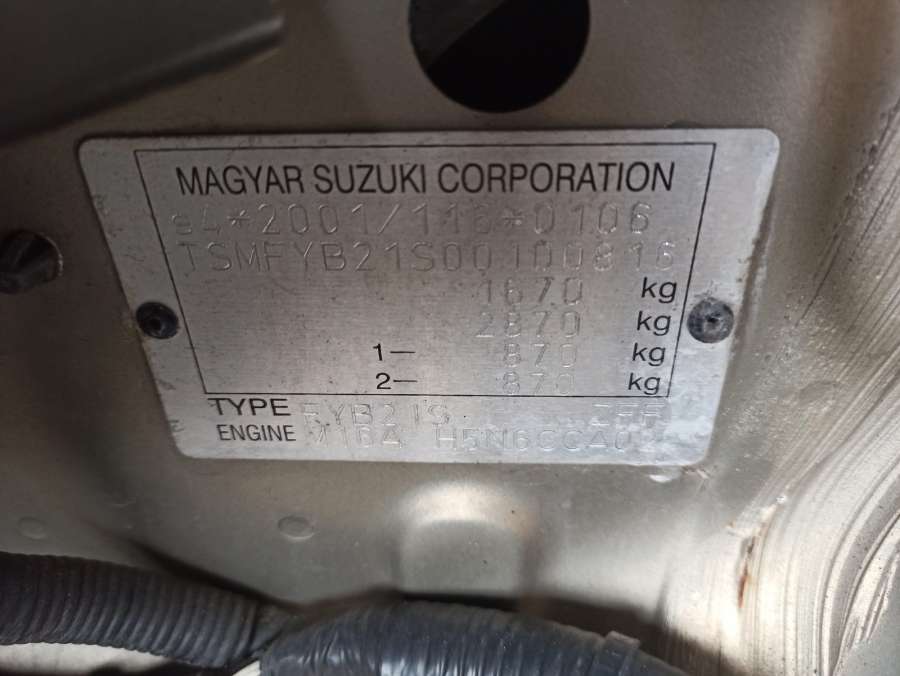 MAGYAR SUZUKI CORPORATION
e4*2001/116*0106
TSMFYB21S00100816
1670 kg
2870 kg
1— 870 kg
2— 870 kg
TYPE FYB21S
ENGINE M16A